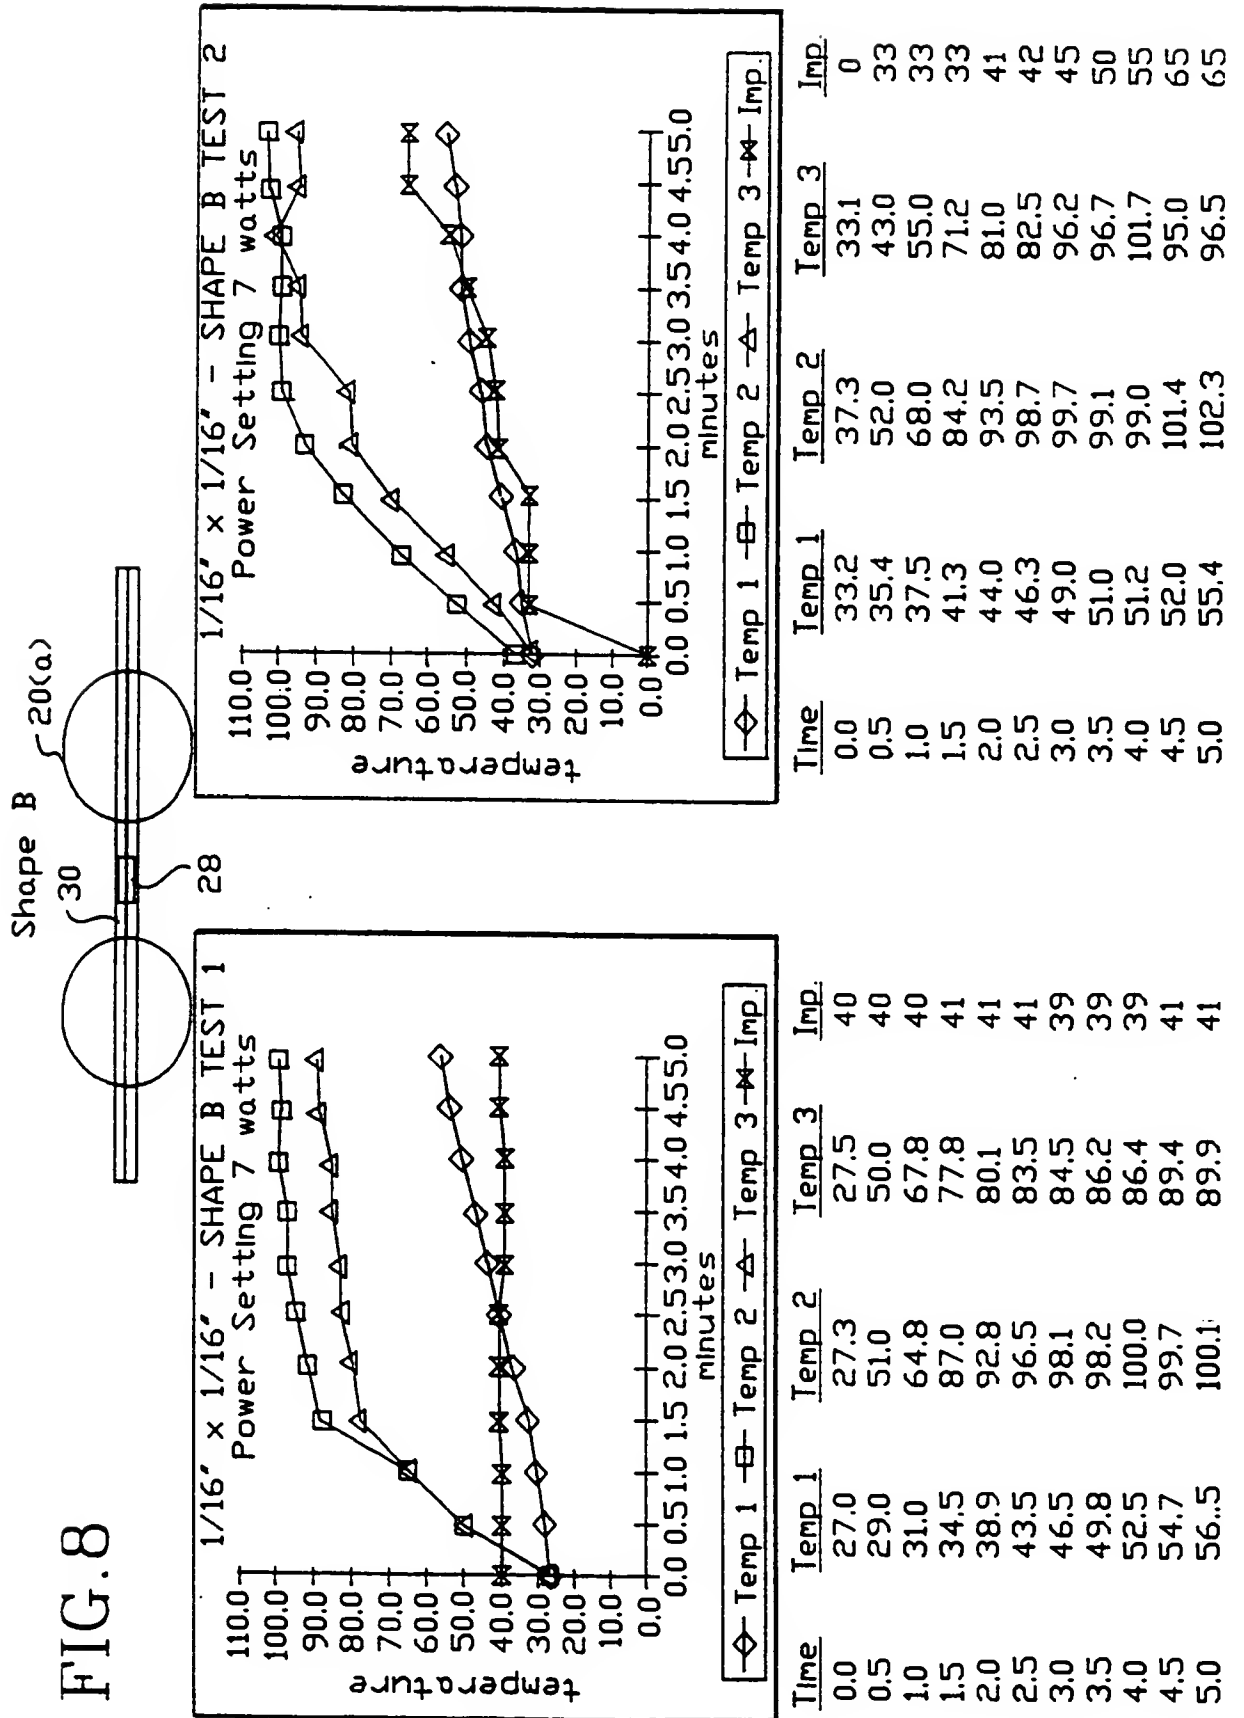 FIG.8
Shape B
30
20(a)
28
1/16" x 1/16" - SHAPE B TEST 1
Power Setting 7 watts
temperature
110.0
100.0
90.0
80.0
70.0
60.0
50.0
40.0
30.0
20.0
10.0
0.0
0.0 0.5 1.0 1.5 2.0 2.5 3.0 3.5 4.0 4.5 5.0
minutes
Temp 1 Temp 2 Temp 3 Imp.
Time Temp 1 Temp 2 Temp 3 Imp.
0.0 27.0 27.3 27.5 40
0.5 29.0 51.0 50.0 40
1.0 31.0 64.8 67.8 40
1.5 34.5 87.0 77.8 41
2.0 38.9 92.8 80.1 41
2.5 43.5 96.5 83.5 41
3.0 46.5 98.1 84.5 39
3.5 49.8 98.2 86.2 39
4.0 52.5 100.0 86.4 39
4.5 54.7 99.7 89.4 41
5.0 56.5 100.1 89.9 41
1/16" x 1/16" - SHAPE B TEST 2
Power Setting 7 watts
temperature
110.0
100.0
90.0
80.0
70.0
60.0
50.0
40.0
30.0
20.0
10.0
0.0
0.0 0.5 1.0 1.5 2.0 2.5 3.0 3.5 4.0 4.5 5.0
minutes
Temp 1 Temp 2 Temp 3 Imp.
Time Temp 1 Temp 2 Temp 3 Imp.
0.0 33.2 37.3 33.1 0
0.5 35.4 52.0 43.0 33
1.0 37.5 68.0 55.0 33
1.5 41.3 84.2 71.2 33
2.0 44.0 93.5 81.0 41
2.5 46.3 98.7 82.5 42
3.0 49.0 99.7 96.2 45
3.5 51.0 99.1 96.7 50
4.0 51.2 99.0 101.7 55
4.5 52.0 101.4 95.0 65
5.0 55.4 102.3 96.5 65